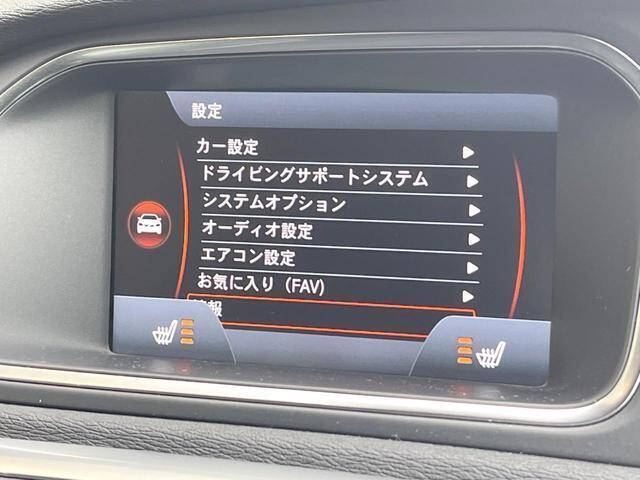 設定
カー設定
ドライビングサポートシステム
システムオプション
オーディオ設定
エアコン設定
お気に入り（FAV)